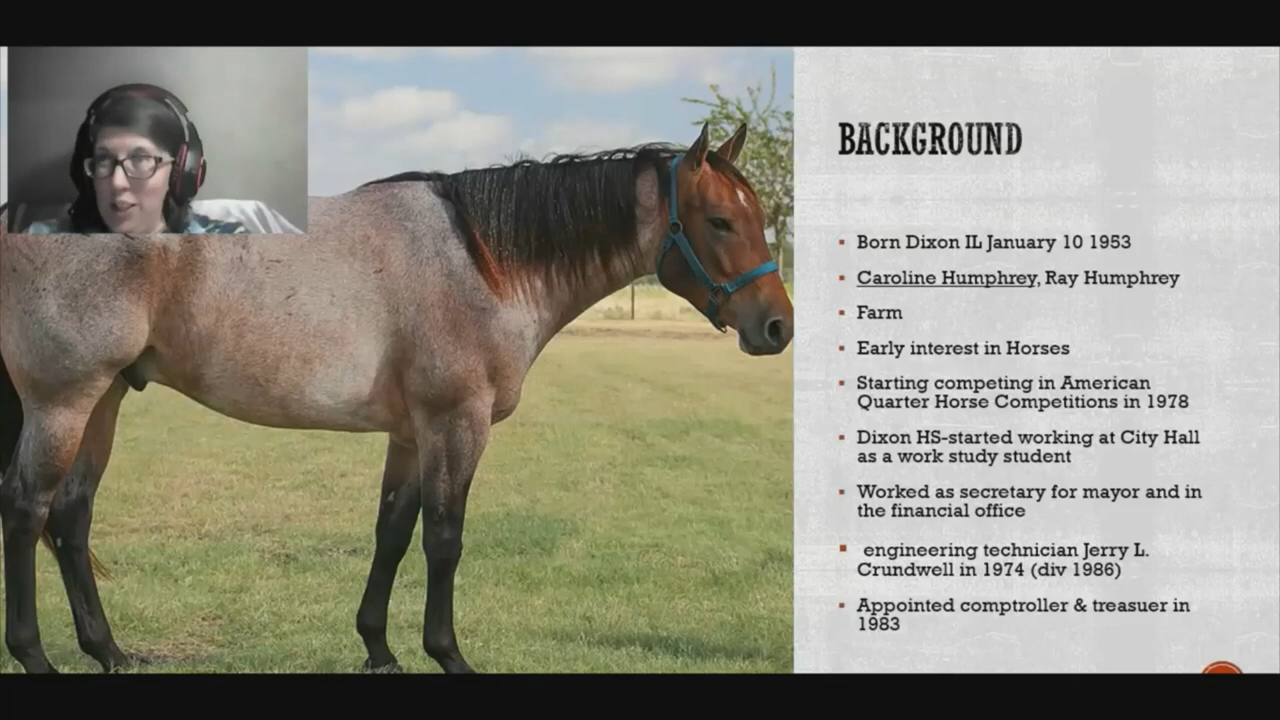 BACKGROUND
Born Dixon IL January 10 1953
Caroline Humphrey, Ray Humphrey
Farm
Early interest in Horses
Starting competing in American
Quarter Horse Competitions in 1978
Dixon HS-started working at City Hall
as a work study student
Worked as secretary for mayor and in
the financial office
engineering technician Jerry L.
Crundwell in 1974 (div 1986)
Appointed comptroller & treasuer in
1983